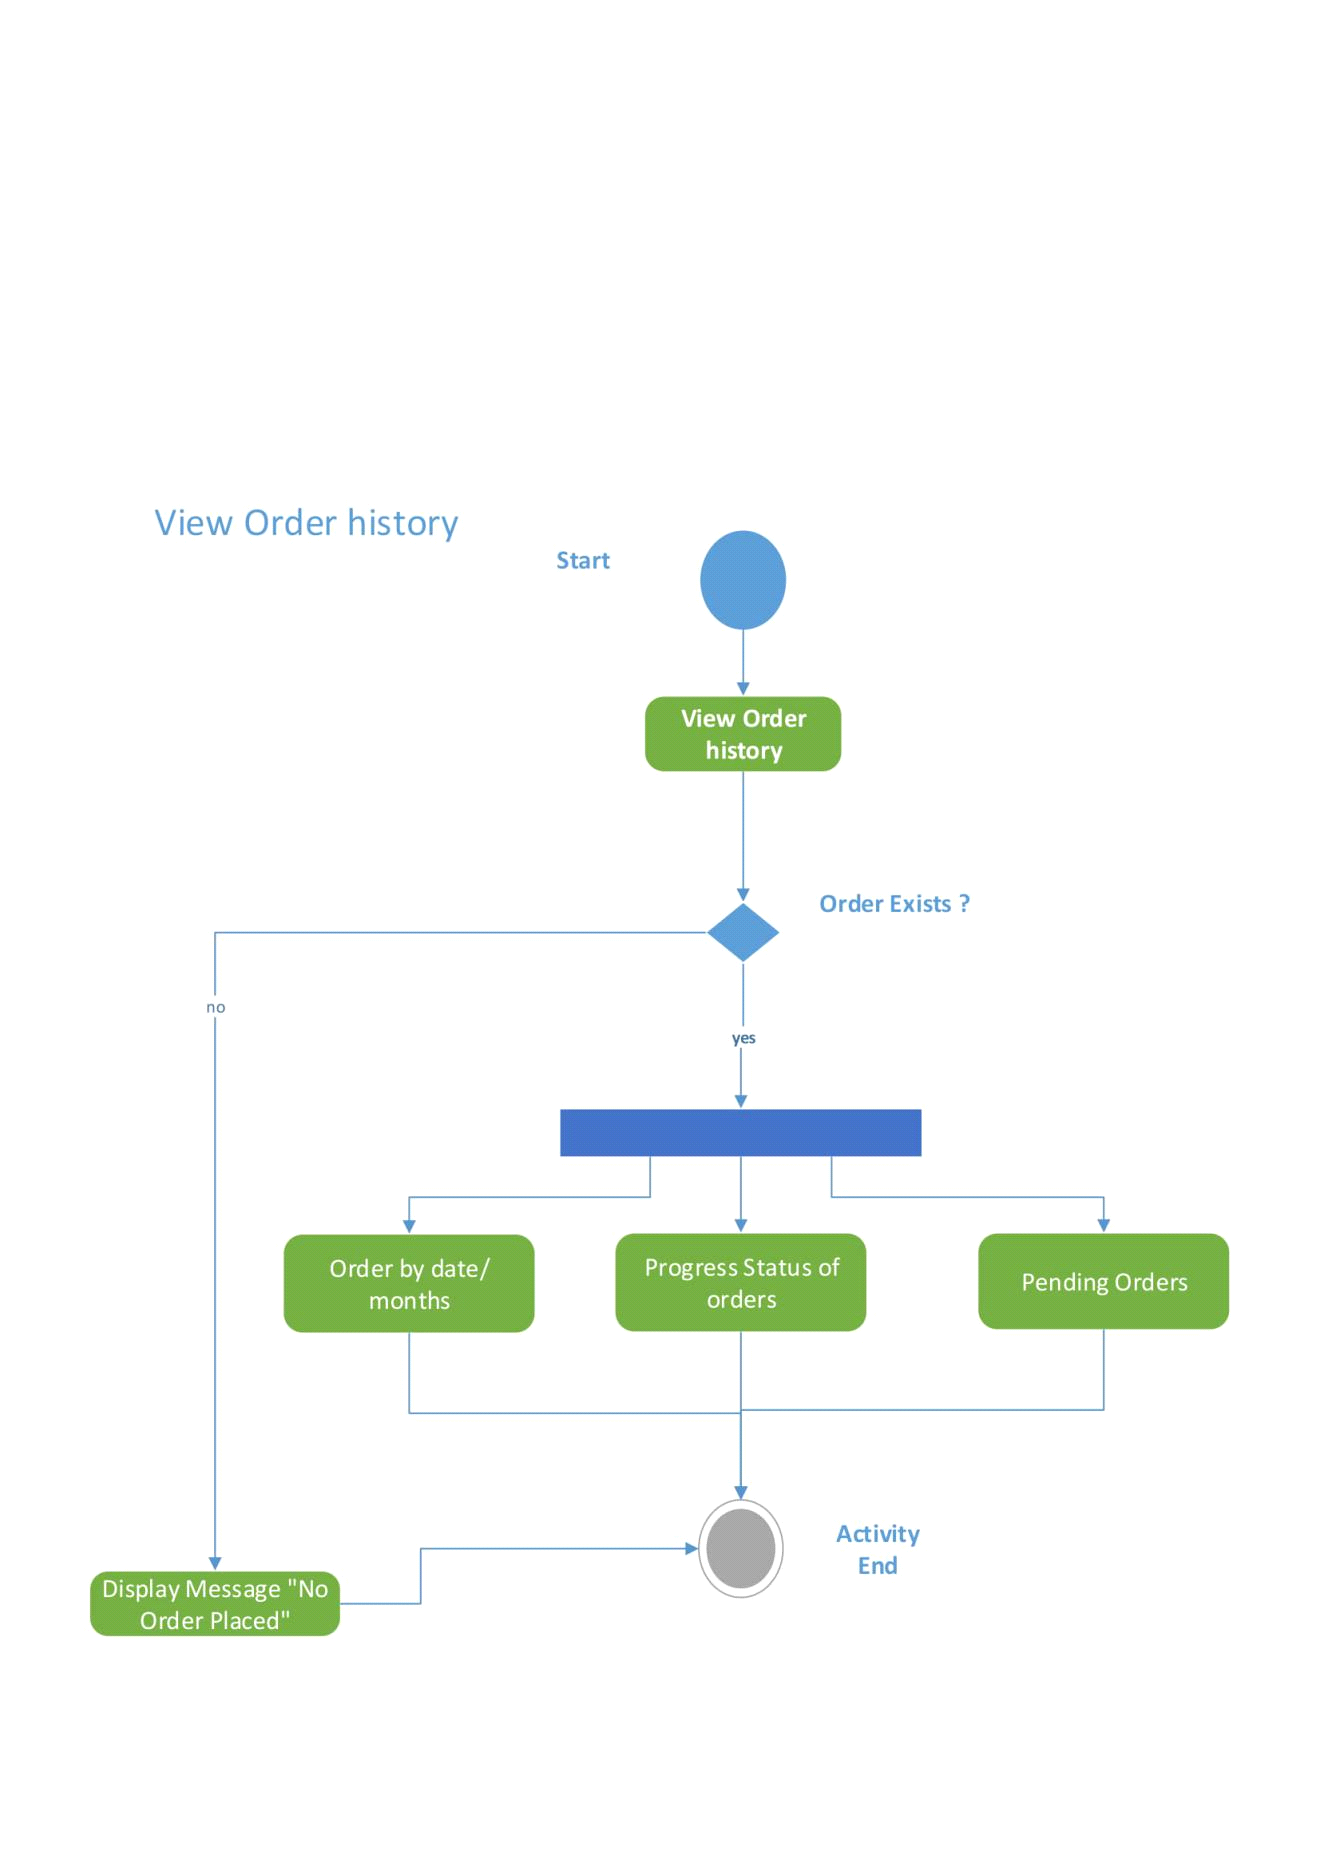 View Order history
Start
View Order
history
Order Exists ?
no
yes
Order by date/
months
Progress Status of
orders
Pending Orders
Activity
End
Display Message "No
Order Placed"